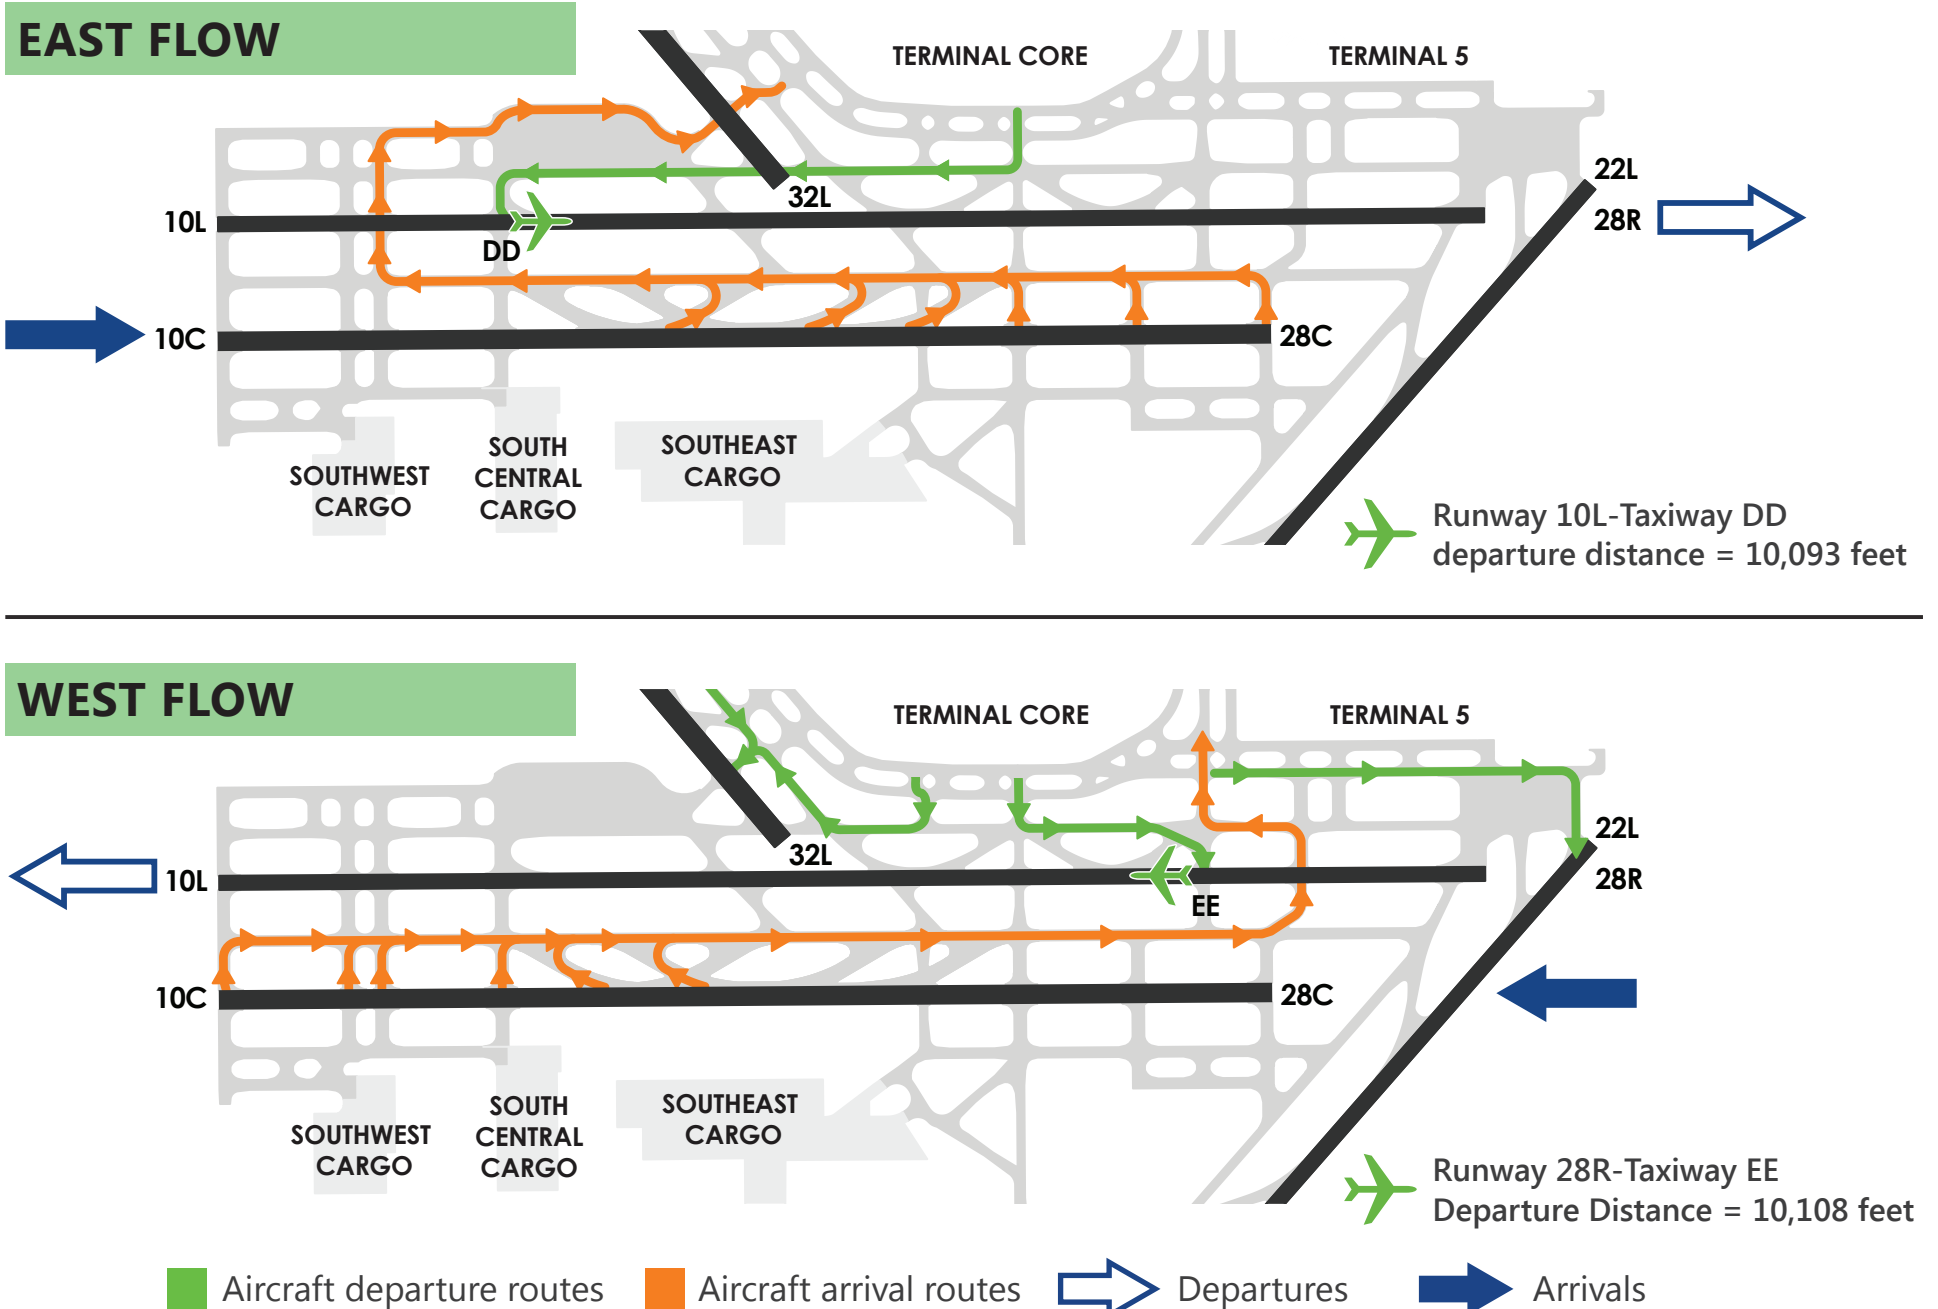 EAST FLOW
TERMINAL CORE
TERMINAL 5
32L
22L
10L
28R
DD
10C
28C
SOUTHWEST
CARGO
SOUTH
CENTRAL
CARGO
SOUTHEAST
CARGO
Runway 10L-Taxiway DD
departure distance = 10,093 feet
WEST FLOW
TERMINAL CORE
TERMINAL 5
32L
22L
10L
28R
EE
10C
28C
SOUTHWEST
CARGO
SOUTH
CENTRAL
CARGO
SOUTHEAST
CARGO
Runway 28R-Taxiway EE
Departure Distance = 10,108 feet
Aircraft departure routes
Aircraft arrival routes
Departures
Arrivals